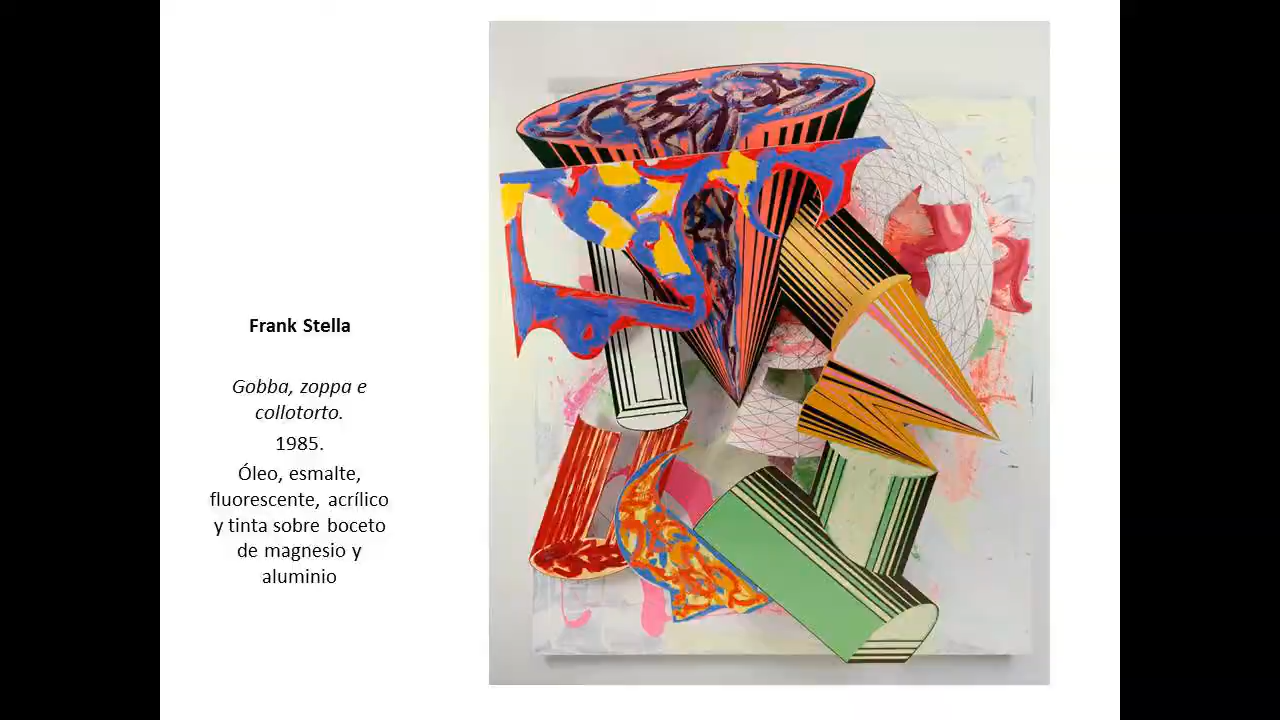 Frank Stella
Gobba, zoppa e
collotorto.
1985.
Óleo, esmalte,
fluorescente, acrílico
y tinta sobre boceto
de magnesio y
aluminio